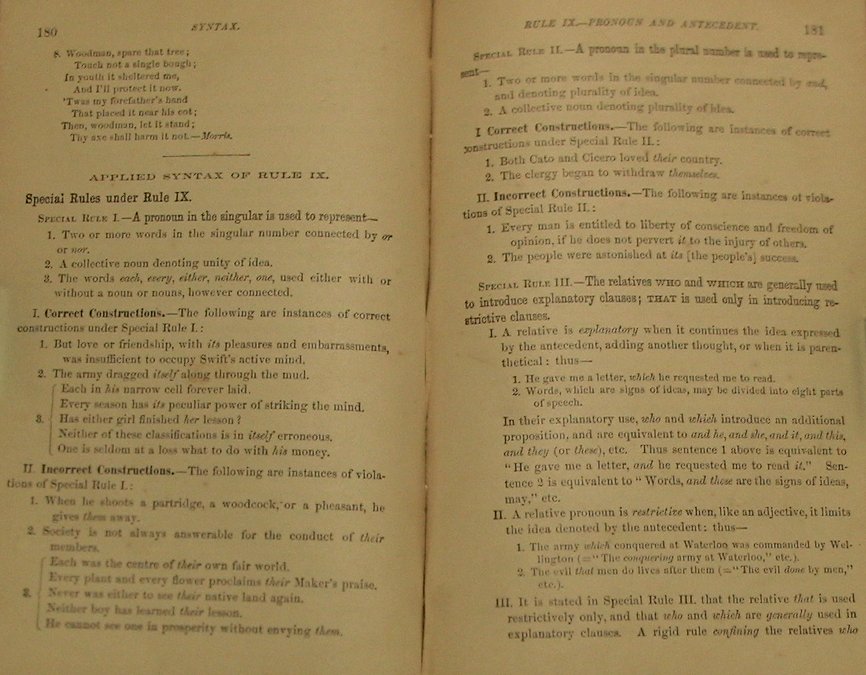 180
SYNTAX.
8. Woodman, spare that tree;
Touch not a single bough;
In youth it sheltered me,
And I'll protect it now.
'Twas my forefather's hand
That placed it near his cot;
Then, woodman, let it stand;
Thy axe shall harm it not.—Morris.
APPLIED SYNTAX OF RULE IX.
Special Rules under Rule IX.
SPECIAL RULE I.—A pronoun in the singular is used to represent—
1. Two or more words in the singular number connected by or
or nor.
2. A collective noun denoting unity of idea.
3. The words each, every, either, neither, one, used either with or
without a noun or nouns, however connected.
I. Correct Constructions.—The following are instances of correct
constructions under Special Rule I.:
1. But love or friendship, with its pleasures and embarrassments,
was insufficient to occupy Swift's active mind.
2. The army dragged itself along through the mud.
Each in his narrow cell forever laid.
Every season has its peculiar power of striking the mind.
3. Has either girl finished her lesson?
Neither of these classifications is in itself erroneous.
One is seldom at a loss what to do with his money.
II. Incorrect Constructions.—The following are instances of viola-
tions of Special Rule I.:
1. When he shoots a partridge, a woodcock, or a pheasant, he
gives them away.
2. Society is not always answerable for the conduct of their
members.
Each was the centre of their own fair world.
Every plant and every flower proclaims their Maker's praise.
3. Never was either to see their native land again.
Neither boy has learned their lesson.
He cannot see one in prosperity without envying them.
RULE IX.—PRONOUN AND ANTECEDENT.
181
SPECIAL RULE II.—A pronoun in the plural number is used to repre-
sent—
1. Two or more words in the singular number connected by and,
and denoting plurality of idea.
2. A collective noun denoting plurality of idea.
I Correct Constructions.—The following are instances of correct
constructions under Special Rule II.:
1. Both Cato and Cicero loved their country.
2. The clergy began to withdraw themselves.
II. Incorrect Constructions.—The following are instances of viola-
tions of Special Rule II.:
1. Every man is entitled to liberty of conscience and freedom of
opinion, if he does not pervert it to the injury of others.
2. The people were astonished at its [the people's] success.
SPECIAL RULE III.—The relatives WHO and WHICH are generally used
to introduce explanatory clauses; THAT is used only in introducing re-
strictive clauses.
I. A relative is explanatory when it continues the idea expressed
by the antecedent, adding another thought, or when it is paren-
thetical: thus—
1. He gave me a letter, which he requested me to read.
2. Words, which are signs of ideas, may be divided into eight parts
of speech.
In their explanatory use, who and which introduce an additional
proposition, and are equivalent to and he, and she, and it, and this,
and they (or these), etc. Thus sentence 1 above is equivalent to
"He gave me a letter, and he requested me to read it." Sen-
tence 2 is equivalent to "Words, and those are the signs of ideas,
may," etc.
II. A relative pronoun is restrictive when, like an adjective, it limits
the idea denoted by the antecedent: thus—
1. The army which conquered at Waterloo was commanded by Wel-
lington (="The conquering army at Waterloo," etc.).
2. The evil that men do lives after them (="The evil done by men,"
etc.).
III. It is stated in Special Rule III. that the relative that is used
restrictively only, and that who and which are generally used in
explanatory clauses. A rigid rule confining the relatives who